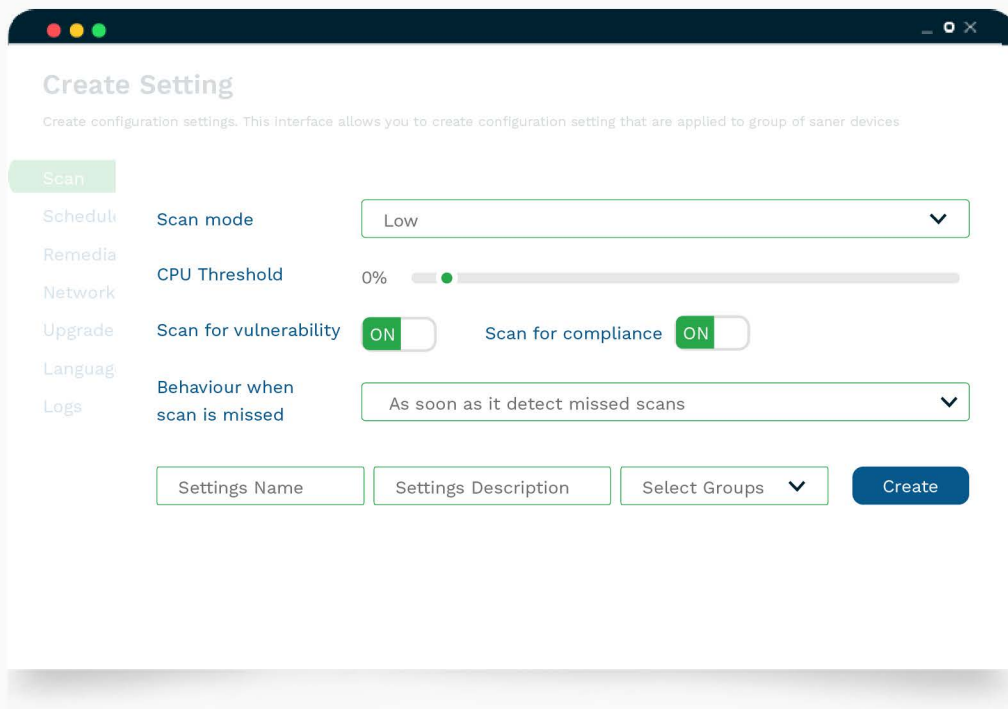 Create Setting
Create configuration settings. This interface allows you to create configuration setting that are applied to group of saner devices
Scan
Schedul
Remedia
Network
Upgrade
Languag
Logs
Scan mode
Low
CPU Threshold
0%
Scan for vulnerability
ON
Scan for compliance
ON
Behaviour when
scan is missed
As soon as it detect missed scans
Settings Name
Settings Description
Select Groups
Create